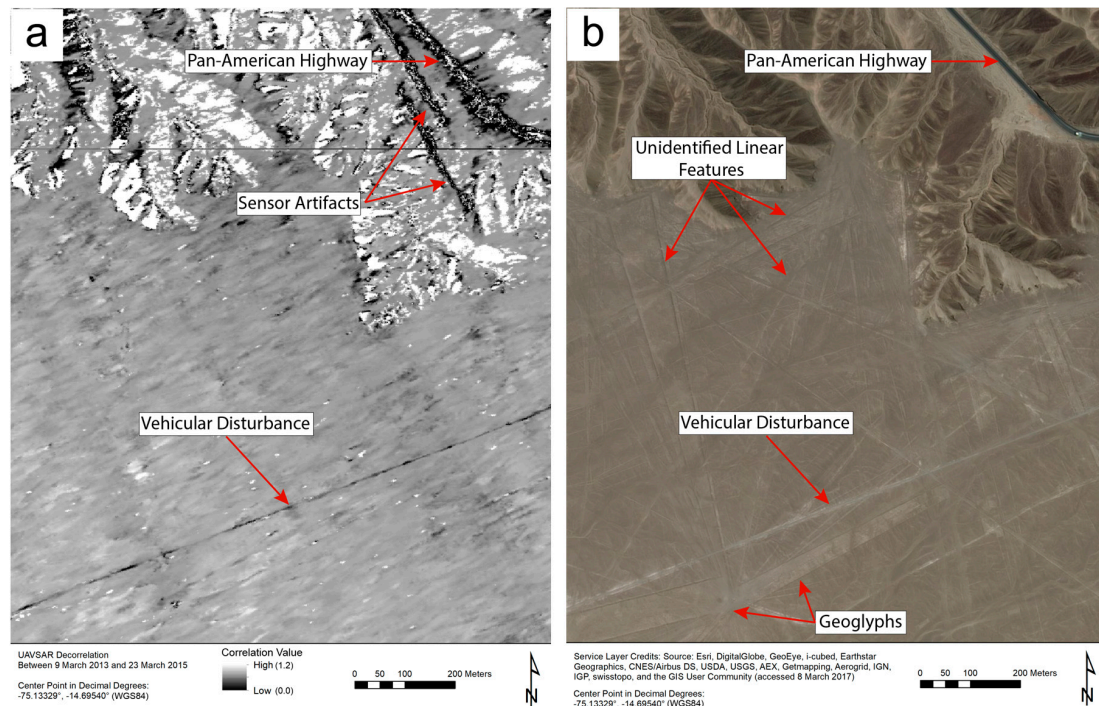 a
Pan-American Highway
Sensor Artifacts
Vehicular Disturbance
UAVSAR Decorrelation
Between 9 March 2013 and 23 March 2015
Center Point in Decimal Degrees:
-75.13329°, -14.69540° (WGS84)
Correlation Value
High (1.2)
Low (0.0)
0 50 100 200 Meters
N
b
Pan-American Highway
Unidentified Linear
Features
Vehicular Disturbance
Geoglyphs
Service Layer Credits: Source: Esri, DigitalGlobe, GeoEye, i-cubed, Earthstar
Geographics, CNES/Airbus DS, USDA, USGS, AEX, Getmapping, Aerogrid, IGN,
IGP, swisstopo, and the GIS User Community (accessed 8 March 2017)
Center Point in Decimal Degrees:
-75.13329°, -14.69540° (WGS84)
0 50 100 200 Meters
N